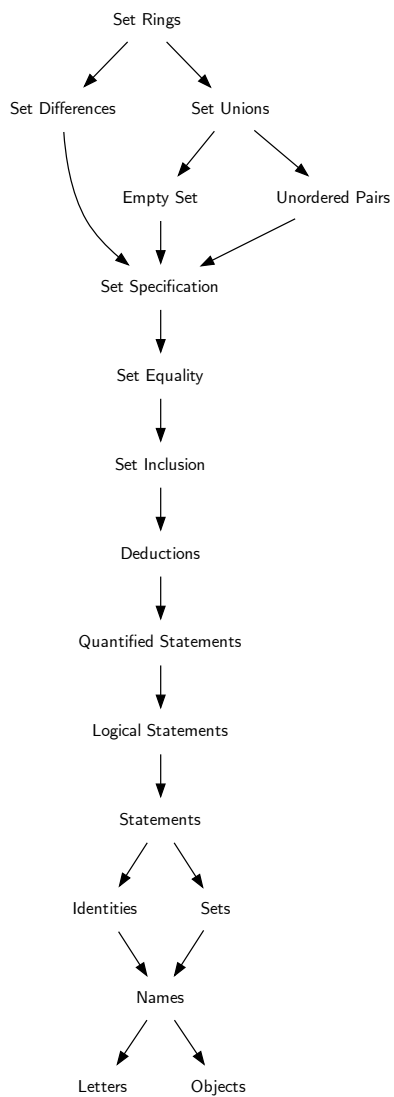 Set Rings
Set Differences
Set Unions
Empty Set
Unordered Pairs
Set Specification
Set Equality
Set Inclusion
Deductions
Quantified Statements
Logical Statements
Statements
Identities
Sets
Names
Letters
Objects